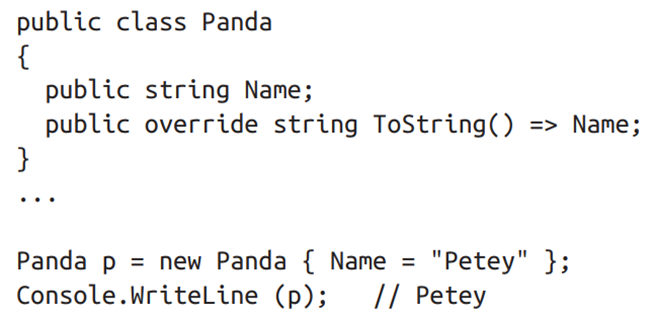 public class Panda
{
  public string Name;
  public override string ToString() => Name;
}
...

Panda p = new Panda { Name = "Petey" };
Console.WriteLine (p);   // Petey